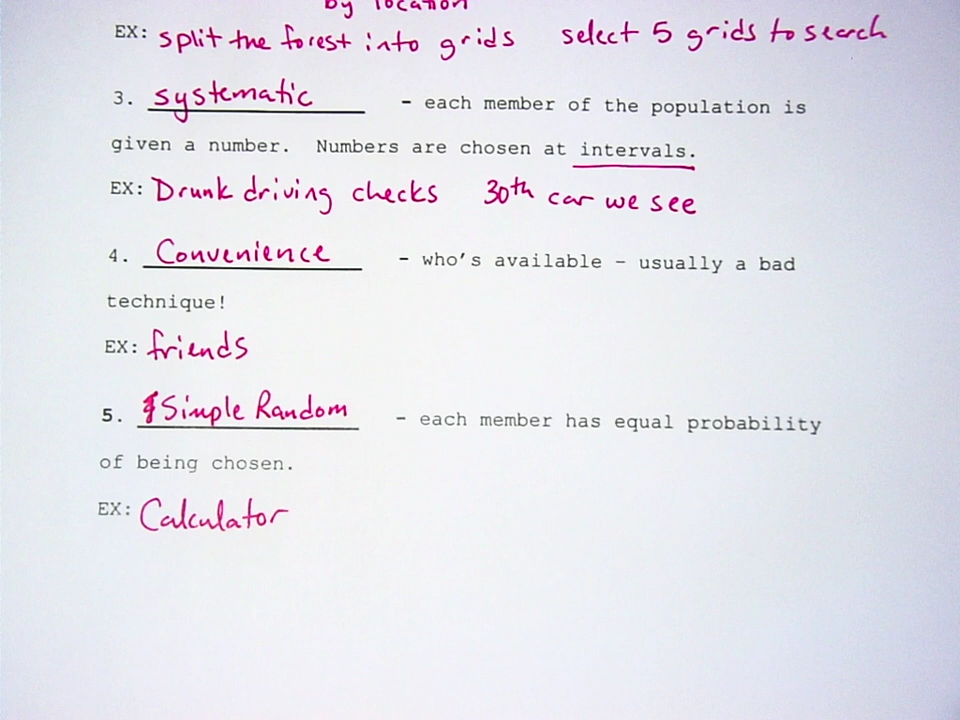 by location
EX: split the forest into grids select 5 grids to search
3. systematic - each member of the population is
given a number. Numbers are chosen at intervals.
EX: Drunk driving checks 30th car we see
4. Convenience - who's available - usually a bad
technique!
EX: friends
5. Simple Random - each member has equal probability
of being chosen.
EX: Calculator